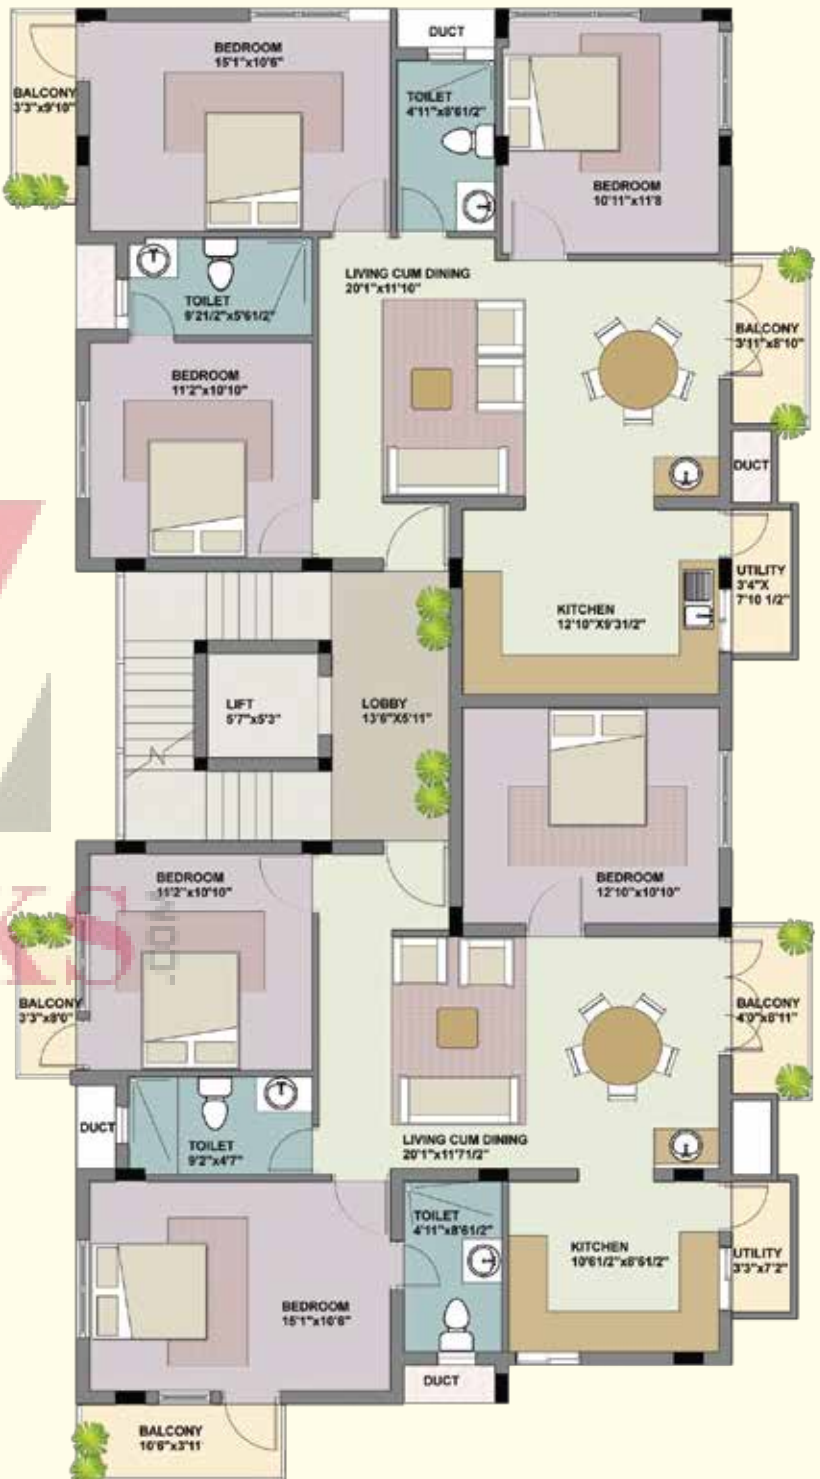 DUCT
BEDROOM
15'1"x10'6"
BALCONY
3'3"x9'10"
TOILET
4'11"x8'61/2"
BEDROOM
10'11"x11'8
LIVING CUM DINING
20'1"x11'10"
TOILET
9'21/2"x5'61/2"
BALCONY
3'11"x8'10"
BEDROOM
11'2"x10'10"
DUCT
UTILITY
3'4"X
7'10 1/2"
KITCHEN
12'10"X9'31/2"
LIFT
5'7"x5'3"
LOBBY
13'6"X5'11"
BEDROOM
11'2"x10'10"
BEDROOM
12'10"x10'10"
KS
.COM
BALCONY
3'3"x8'0"
BALCONY
4'0"x8'11"
DUCT
TOILET
9'2"x4'7"
LIVING CUM DINING
20'1"x11'71/2"
TOILET
4'11"x8'61/2"
KITCHEN
10'61/2"x8'61/2"
UTILITY
3'3"x7'2"
BEDROOM
15'1"x10'6"
DUCT
BALCONY
10'6"x3'11